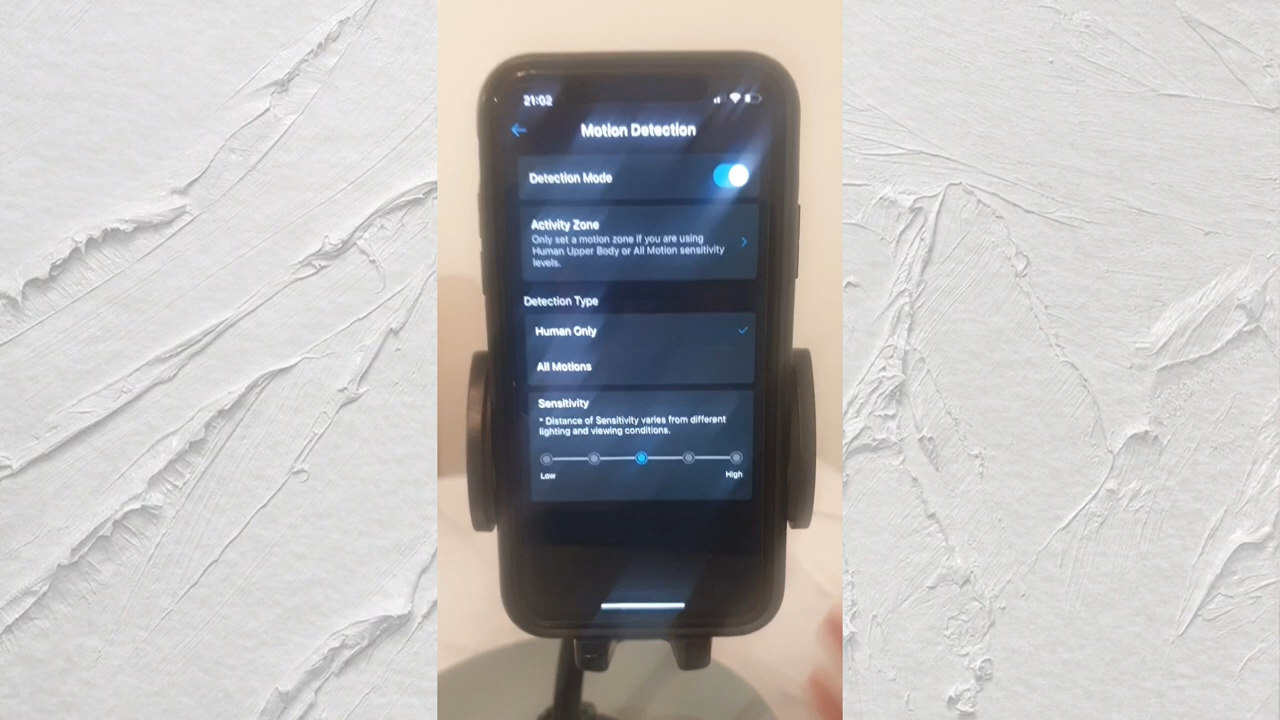 21:02
Motion Detection
Detection Mode
Activity Zone
Only set a motion zone if you are using
Human Upper Body or All Motion sensitivity
levels.
Detection Type
Human Only
All Motions
Sensitivity
* Distance of Sensitivity varies from different
lighting and viewing conditions.
Low High